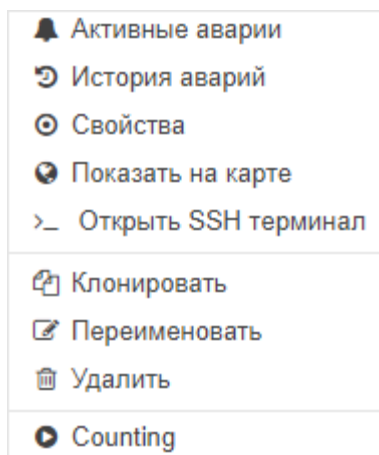 Активные аварии
История аварий
Свойства
Показать на карте
>_ Открыть SSH терминал
Клонировать
Переименовать
Удалить
Counting